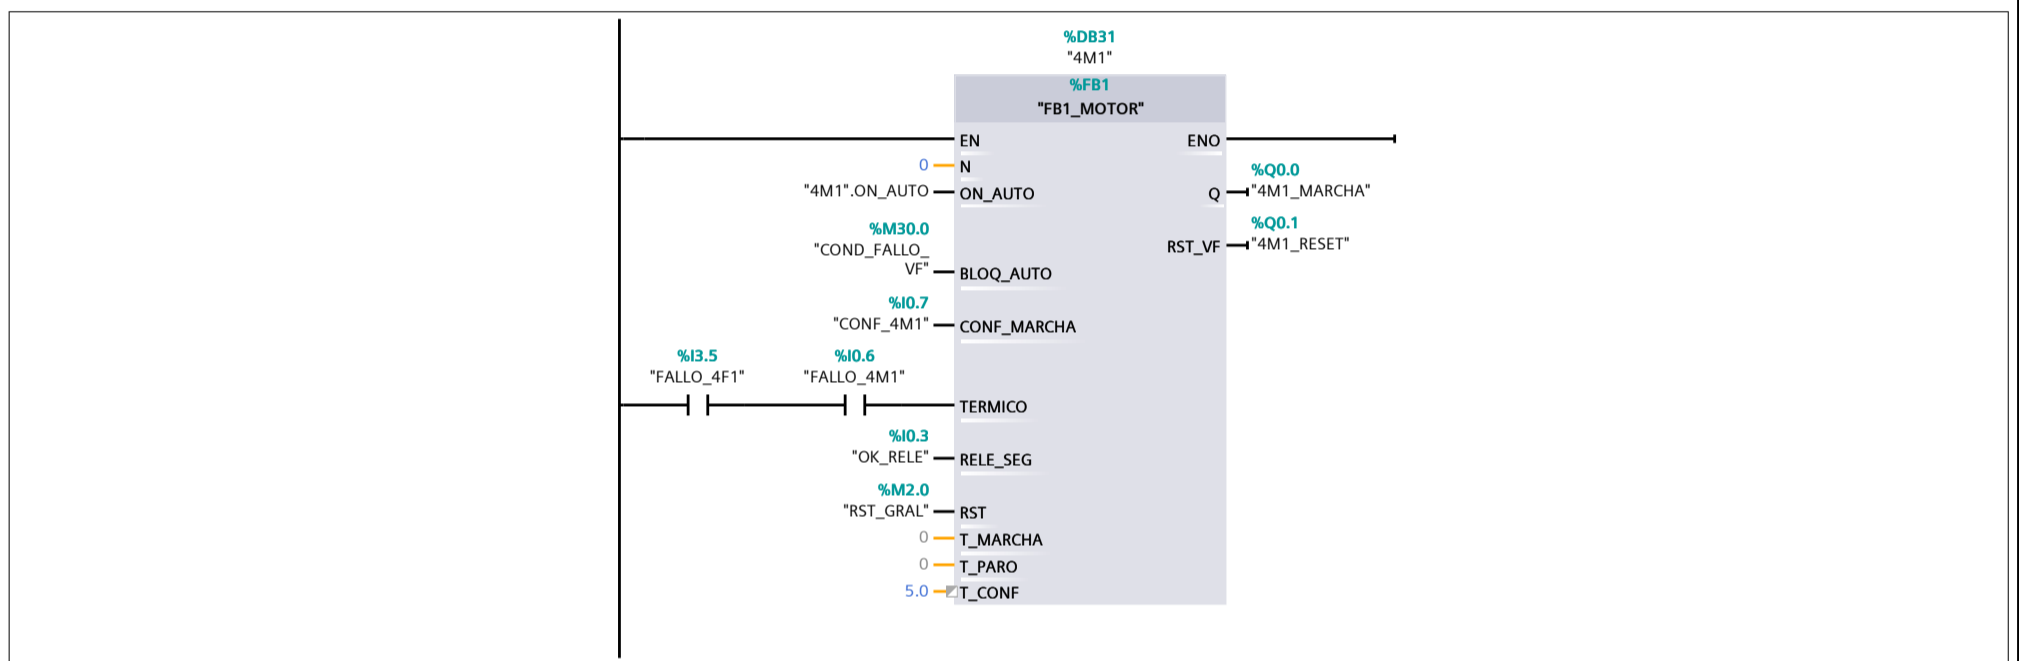 %DB31
"4M1"
%FB1
"FB1_MOTOR"
EN
ENO
0
N
%Q0.0
"4M1".ON_AUTO
ON_AUTO
Q
"4M1_MARCHA"
%M30.0
%Q0.1
"COND_FALLO_
RST_VF
"4M1_RESET"
VF"
BLOQ_AUTO
%I0.7
"CONF_4M1"
CONF_MARCHA
%I3.5
%I0.6
"FALLO_4F1"
"FALLO_4M1"
TERMICO
%I0.3
"OK_RELE"
RELE_SEG
%M2.0
"RST_GRAL"
RST
0
T_MARCHA
0
T_PARO
5.0
T_CONF